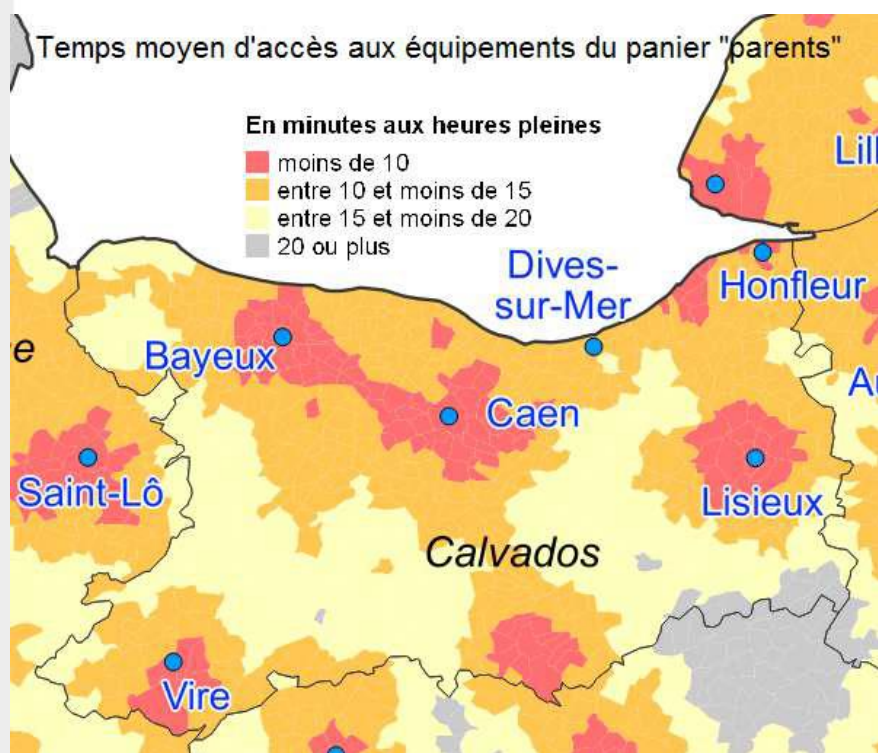 Temps moyen d'accès aux équipements du panier "parents"
En minutes aux heures pleines
moins de 10
entre 10 et moins de 15
entre 15 et moins de 20
20 ou plus
Lill
Dives-
sur-Mer
Honfleur
e
Bayeux
Au
Caen
Saint-Lô
Lisieux
Calvados
Vire